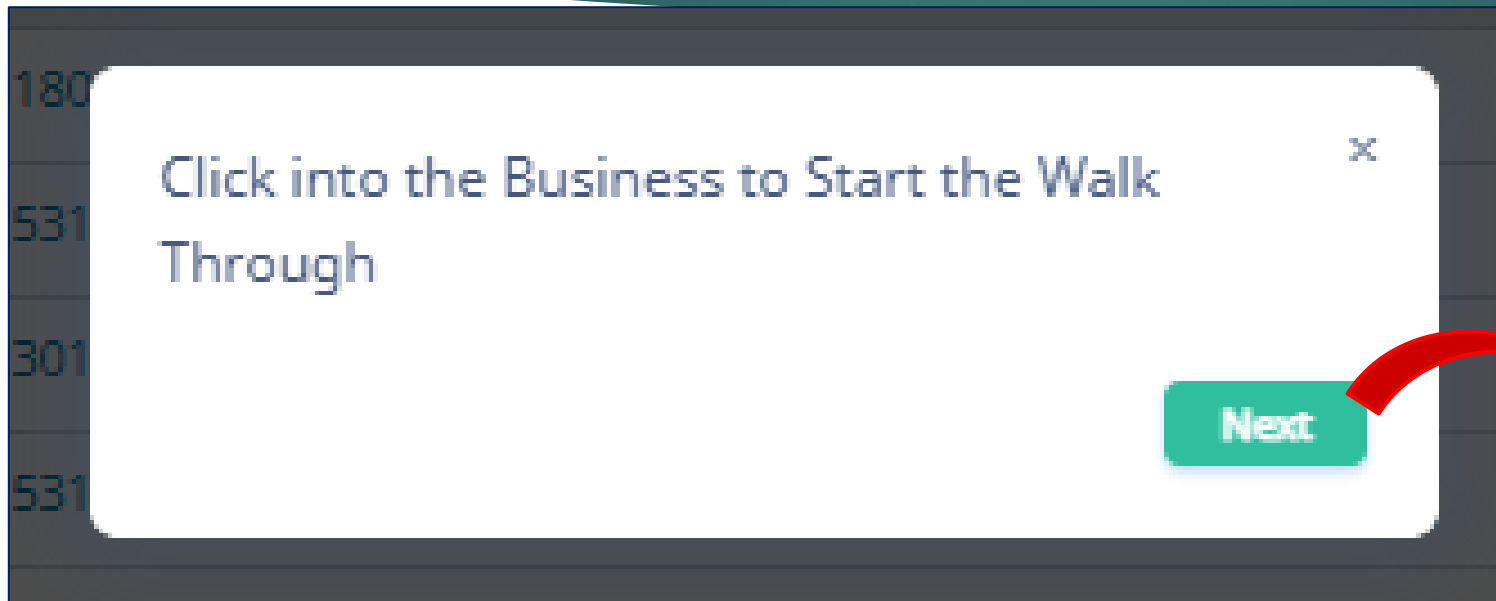 180
Click into the Business to Start the Walk
×
531
Through
301
Next
531